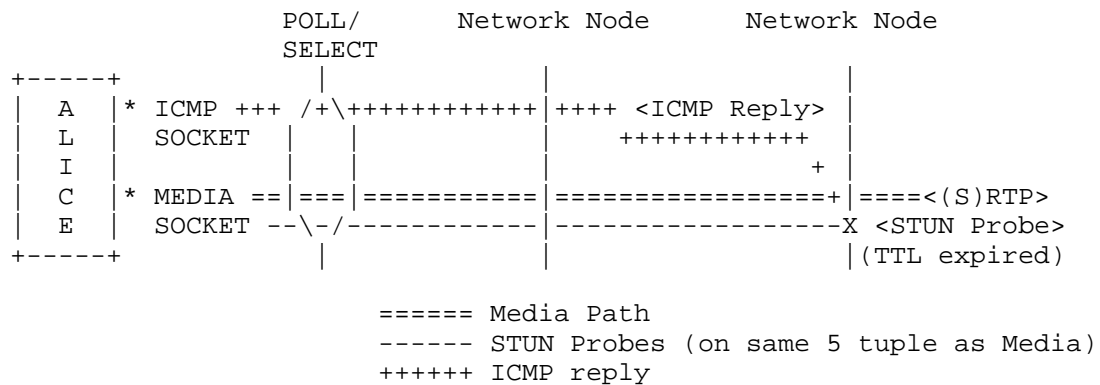 POLL/ Network Node Network Node
SELECT
A * ICMP <ICMP Reply>
L SOCKET
I
C * MEDIA <(S)RTP>
E SOCKET X <STUN Probe>
(TTL expired)
====== Media Path
------ STUN Probes (on same 5 tuple as Media)
++++++ ICMP reply